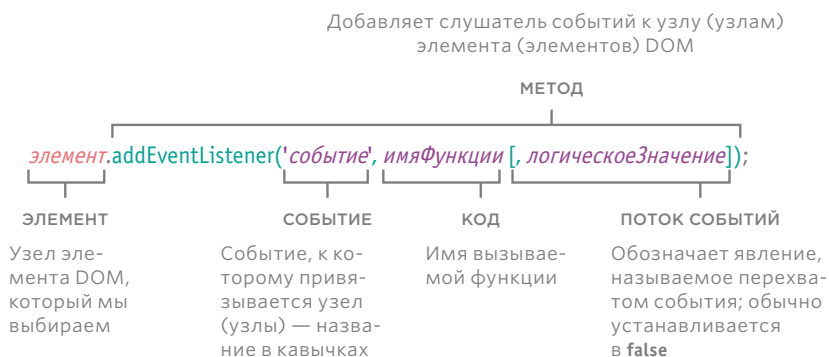 Добавляет слушатель событий к узлу (узлам)
элемента (элементов) DOM
МЕТОД
элемент.addEventListener('событие', имяФункции [, логическоеЗначение]);
ЭЛЕМЕНТ
Узел эле-
мента DOM,
который мы
выбираем
СОБЫТИЕ
Событие, к ко-
торому привя-
зывается узел
(узлы) — назва-
ние в кавычках
КОД
Имя вызывае-
мой функции
ПОТОК СОБЫТИЙ
Обозначает явление,
называемое перехва-
том события; обычно
устанавливается
в false